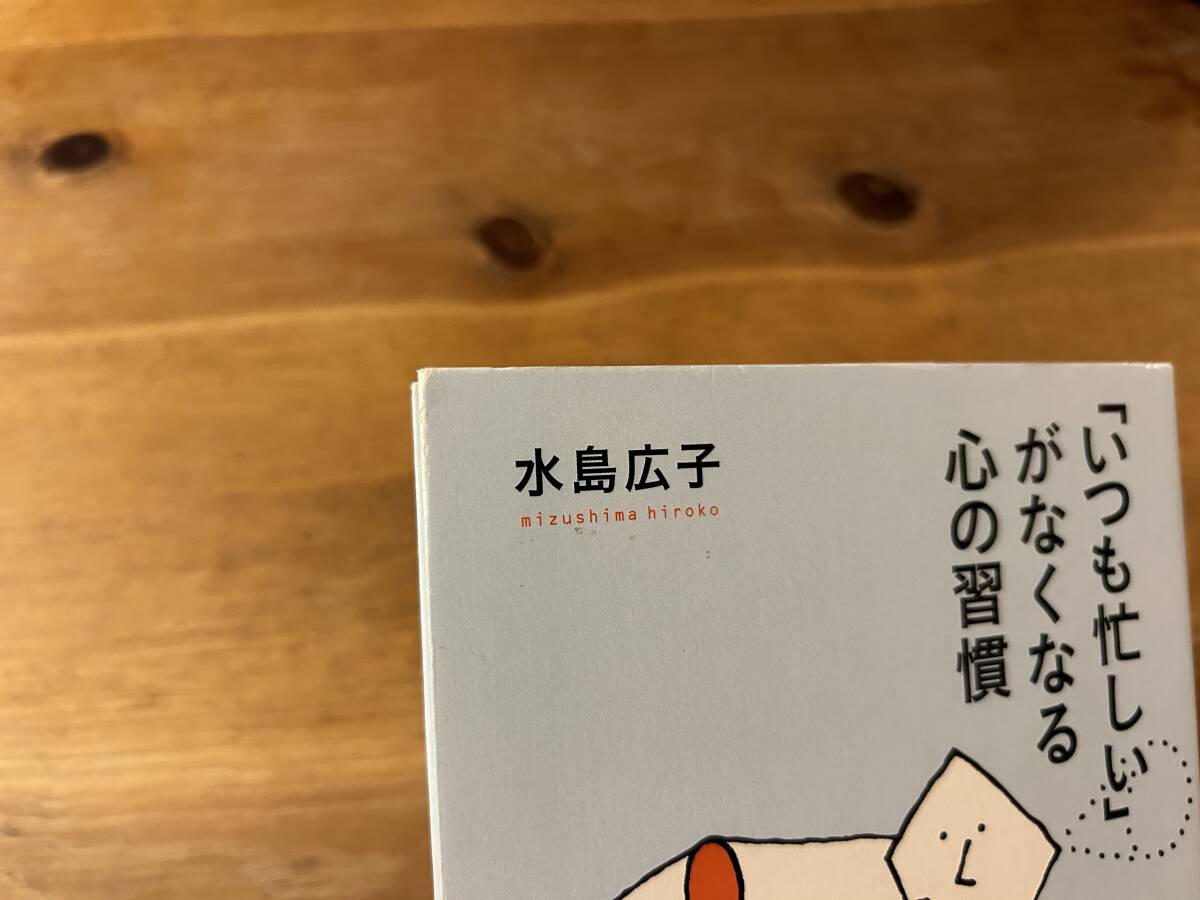 「いつも忙しい」
がなくなる
心の習慣
水島広子
mizushima hiroko